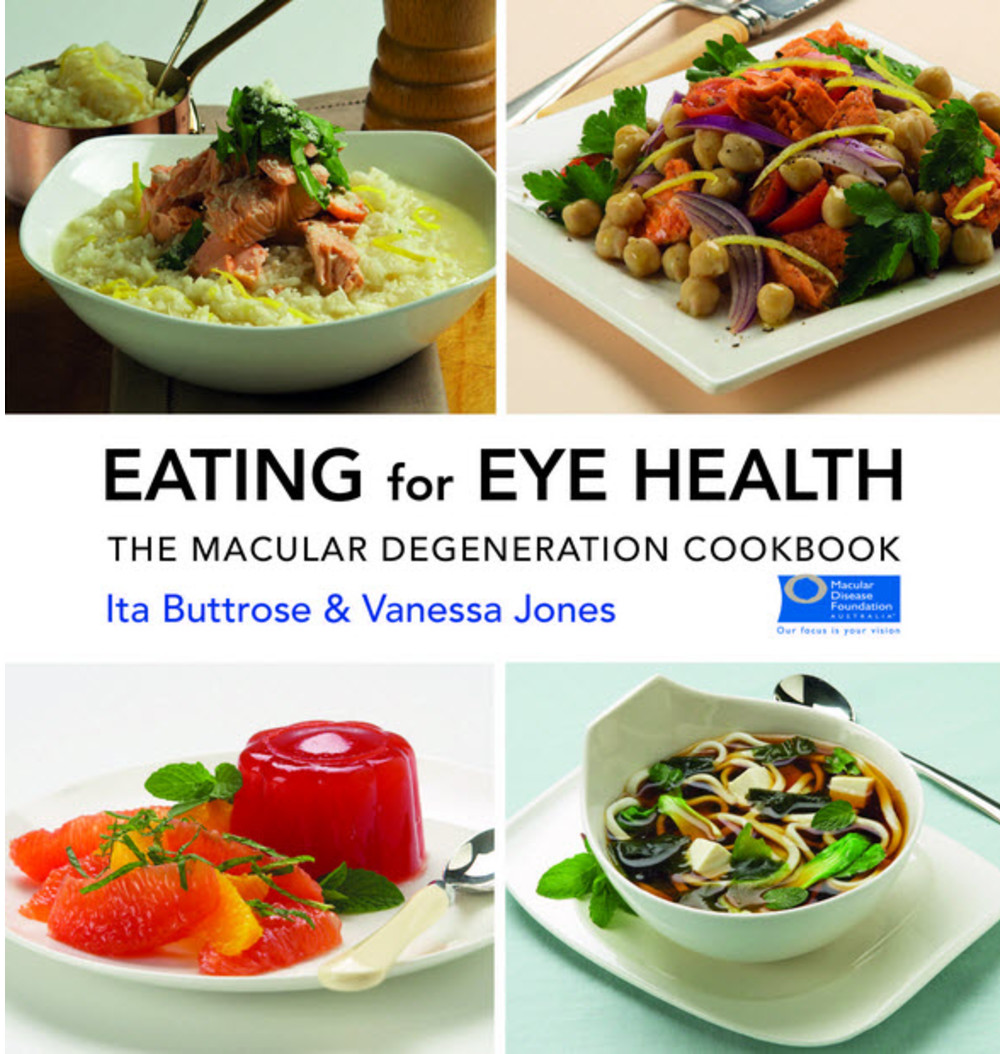 EATING for EYE HEALTH
THE MACULAR DEGENERATION COOKBOOK
Ita Buttrose & Vanessa Jones
Macular
Disease
Foundation
AUSTRALIA
Our focus is your vision